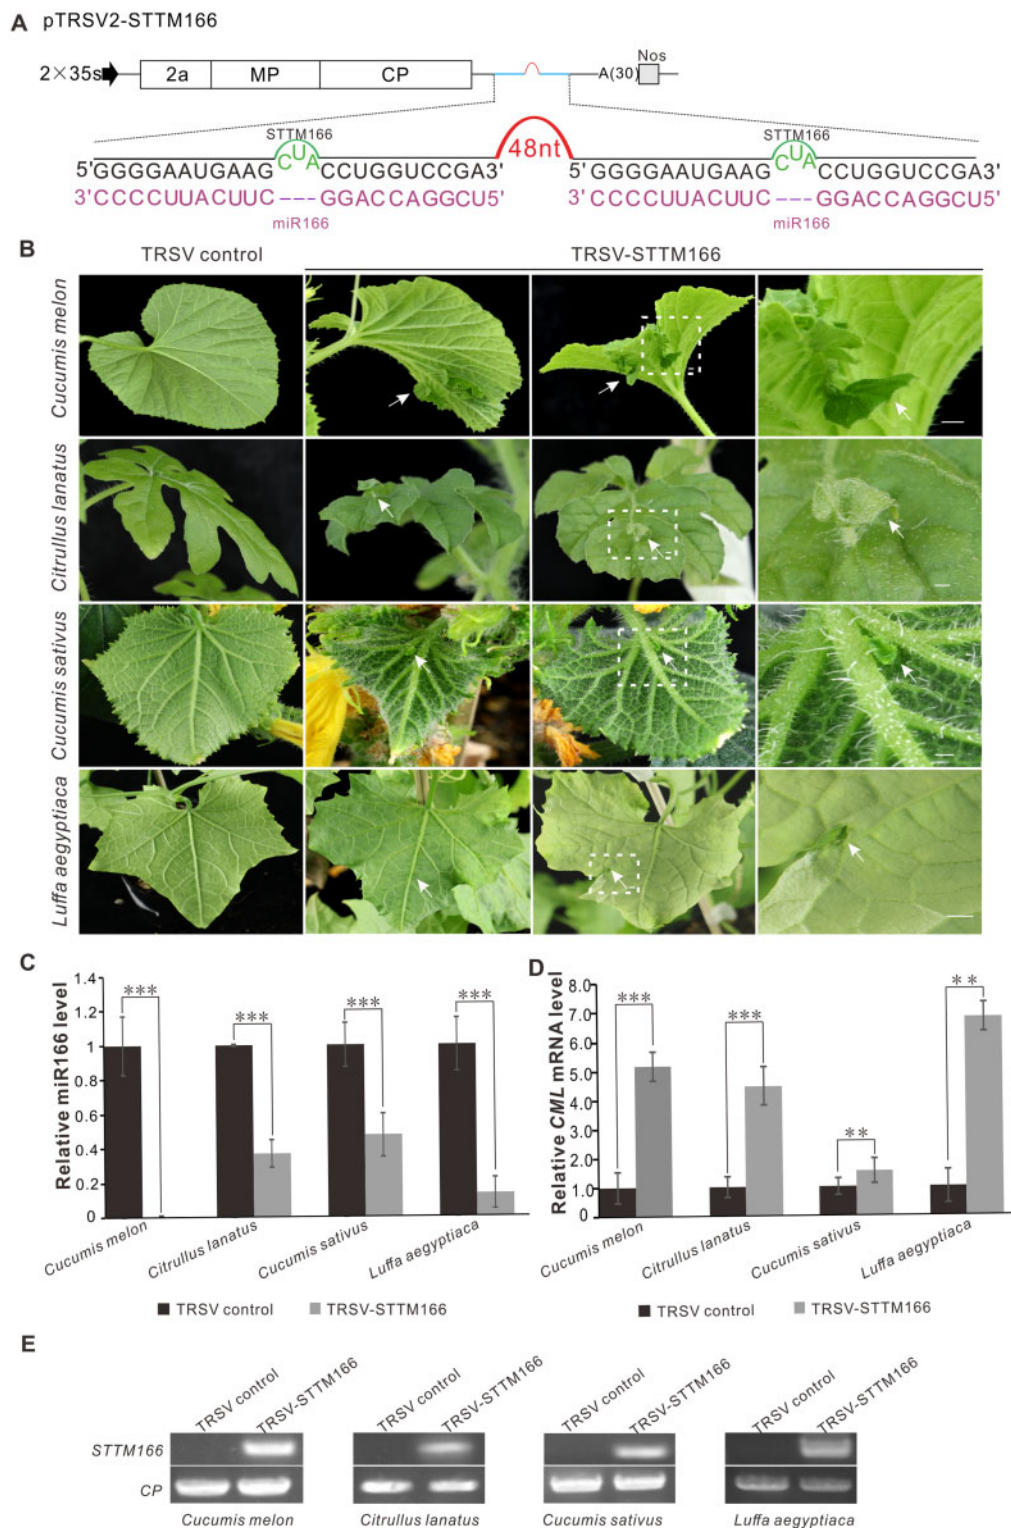 A pTRSV2-STTM166
Nos
2×35s 2a MP CP A(30)
STTM166 48nt STTM166
5'GGGGAAUGAAG CUA CCUGGUCCGA3' 5'GGGGAAUGAAG CUA CCUGGUCCGA3'
3'CCCCUUACUUC --- GGACCAGGCU5' 3'CCCCUUACUUC --- GGACCAGGCU5'
miR166 miR166
B
TRSV control TRSV-STTM166
Cucumis melon
Citrullus lanatus
Cucumis sativus
Luffa aegyptiaca
C
Relative miR166 level
1.4
1.2
1
0.8
0.6
0.4
0.2
0
*** *** *** ***
Cucumis melon Citrullus lanatus Cucumis sativus Luffa aegyptiaca
TRSV control TRSV-STTM166
D
Relative CML mRNA level
8.0
7.0
6.0
5.0
4.0
3.0
2.0
1.0
0
*** *** ** **
Cucumis melon Citrullus lanatus Cucumis sativus Luffa aegyptiaca
TRSV control TRSV-STTM166
E
TRSV control TRSV-STTM166 TRSV control TRSV-STTM166 TRSV control TRSV-STTM166 TRSV control TRSV-STTM166
STTM166
CP
Cucumis melon Citrullus lanatus Cucumis sativus Luffa aegyptiaca